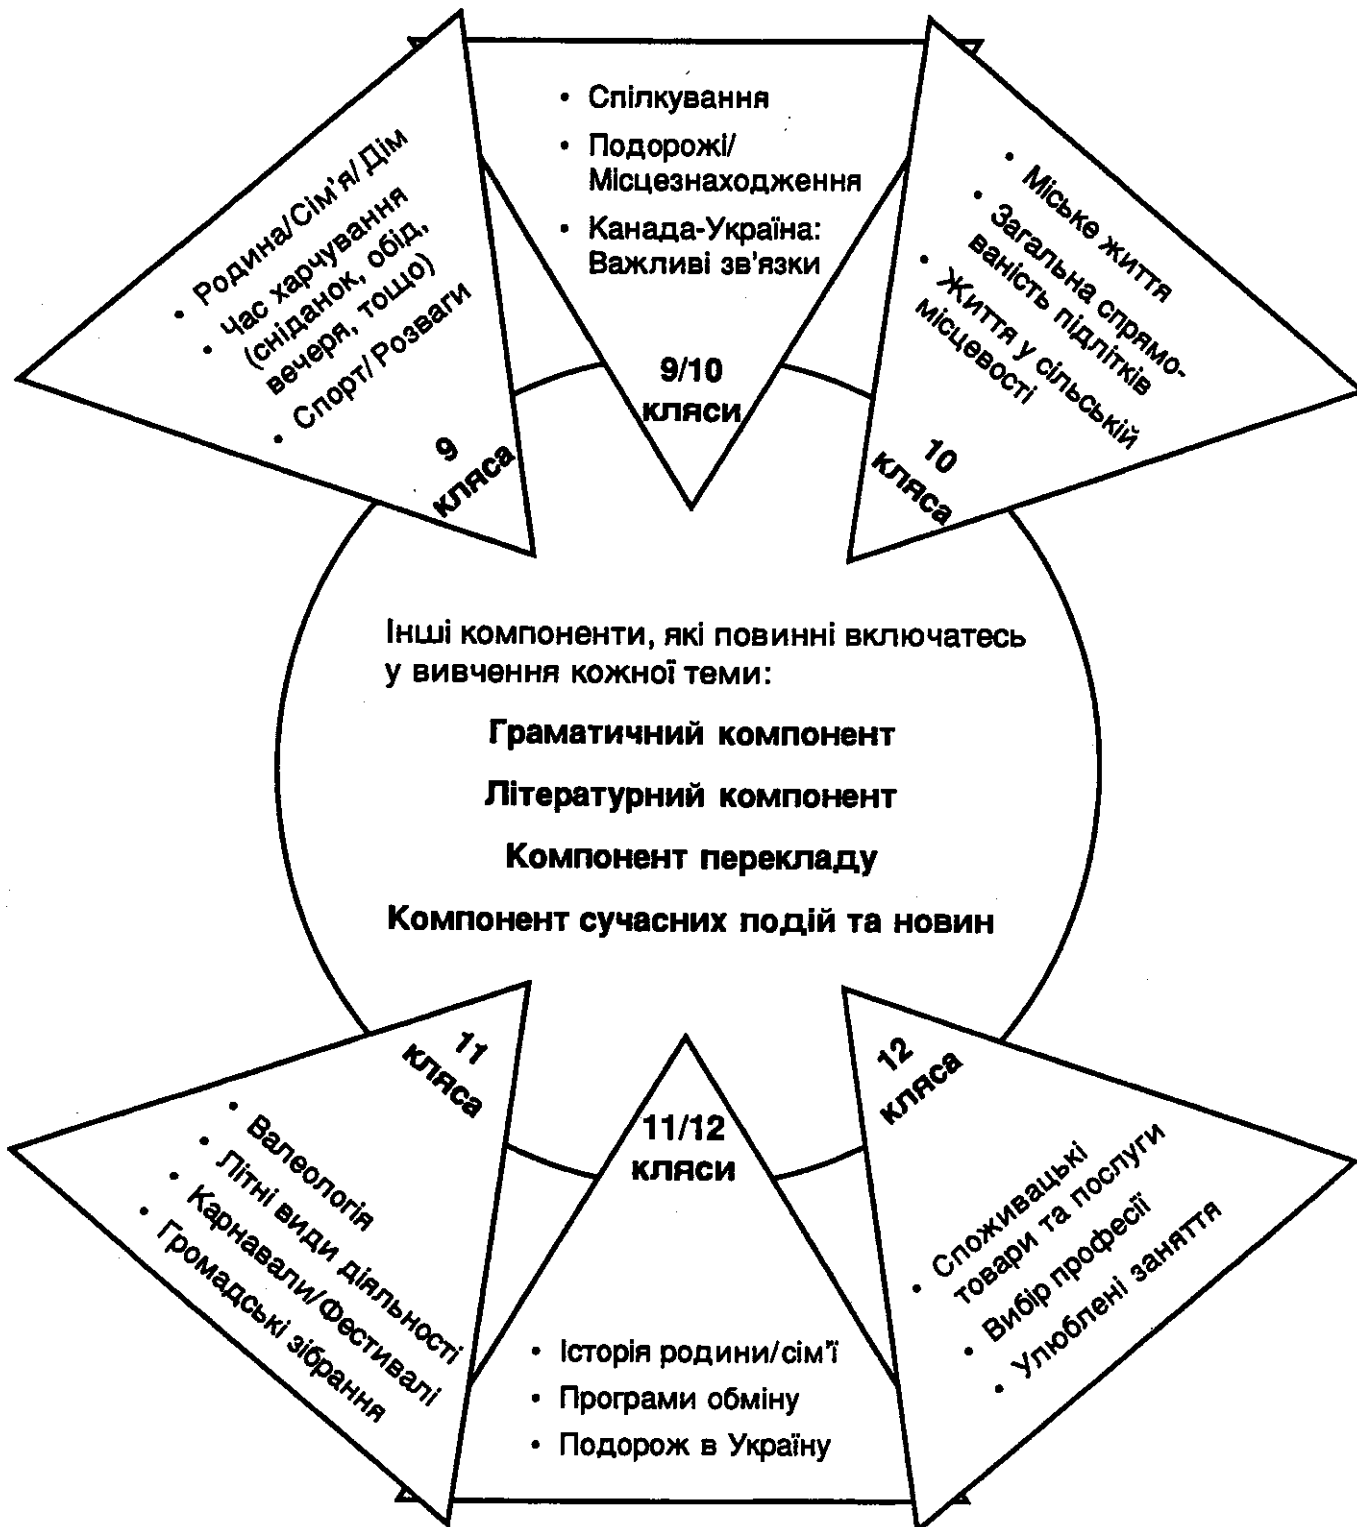 • Родина/Сім'я/Дім
• Час харчування
(сніданок, обід,
вечеря, тощо)
• Спорт/Розваги
9
кляса
• Спілкування
• Подорожі/
Місцезнаходження
• Канада-Україна:
Важливі зв'язки
9/10
кляси
• Міське життя
• Загальна спрямо-
ваність підлітків
• Життя у сільській
місцевості
10
кляса
Інші компоненти, які повинні включатесь
у вивчення кожної теми:
Граматичний компонент
Літературний компонент
Компонент перекладу
Компонент сучасних подій та новин
11
кляса
• Валеологія
• Літні види діяльності
• Карнавали/Фестивалі
• Громадські зібрання
11/12
кляси
• Історія родини/сім'ї
• Програми обміну
• Подорож в Україну
12
кляса
• Споживацькі
товари та послуги
• Вибір професії
• Улюблені заняття